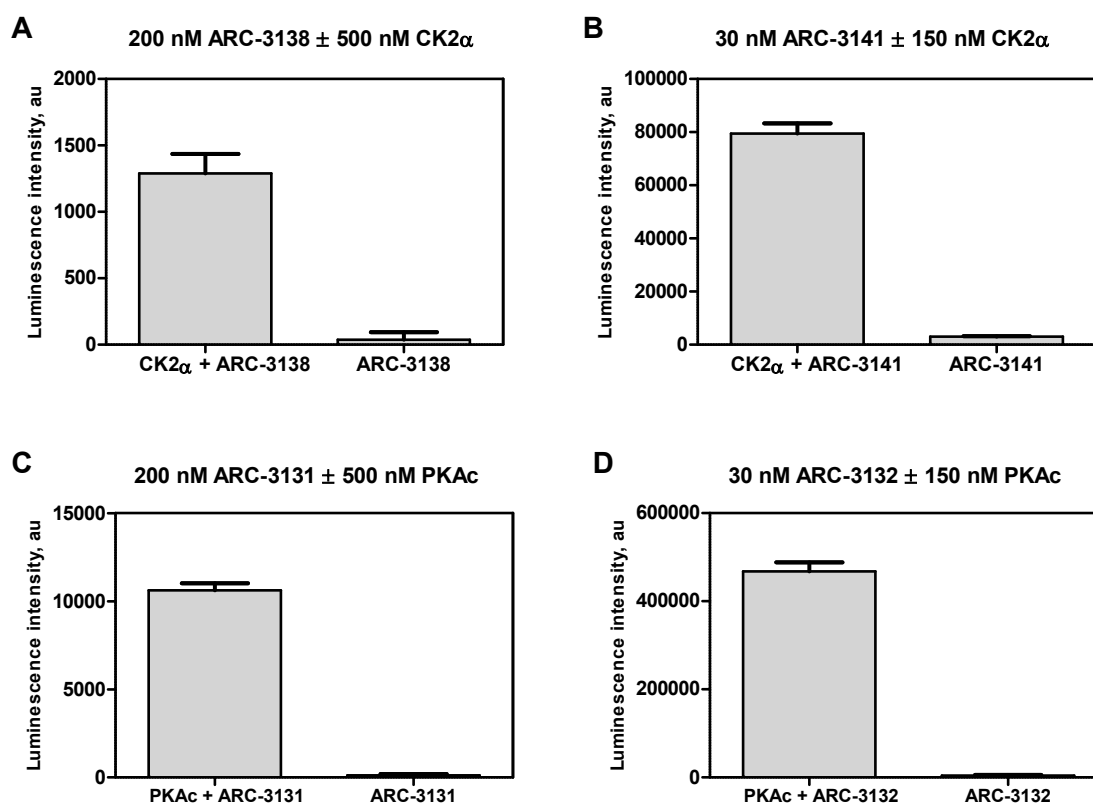 A
200 nM ARC-3138 ± 500 nM CK2α
Luminescence intensity, au
2000
1500
1000
500
0
CK2α + ARC-3138
ARC-3138
B
30 nM ARC-3141 ± 150 nM CK2α
Luminescence intensity, au
100000
80000
60000
40000
20000
0
CK2α + ARC-3141
ARC-3141
C
200 nM ARC-3131 ± 500 nM PKAc
Luminescence intensity, au
15000
10000
5000
0
PKAc + ARC-3131
ARC-3131
D
30 nM ARC-3132 ± 150 nM PKAc
Luminescence intensity, au
600000
400000
200000
0
PKAc + ARC-3132
ARC-3132